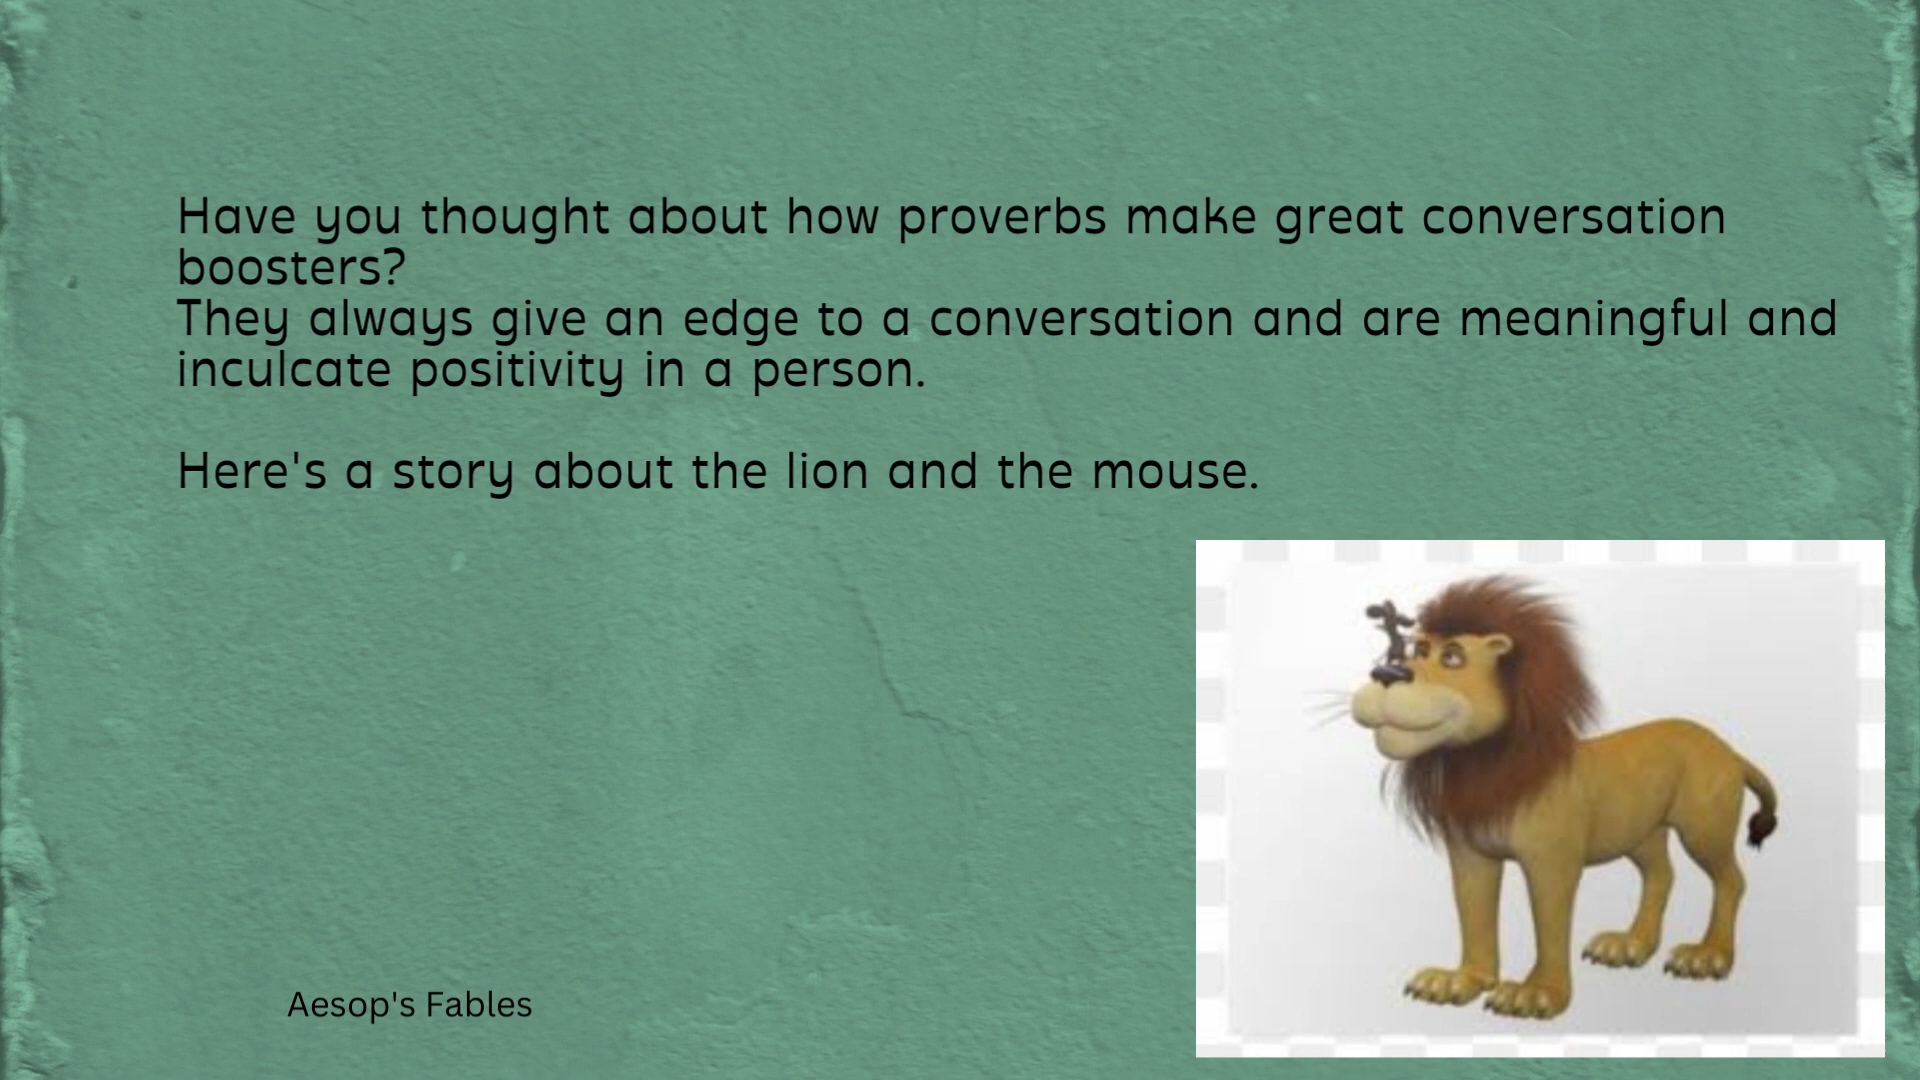 Have you thought about how proverbs make great conversation
boosters?
They always give an edge to a conversation and are meaningful and
inculcate positivity in a person.
Here's a story about the lion and the mouse.
Aesop's Fables